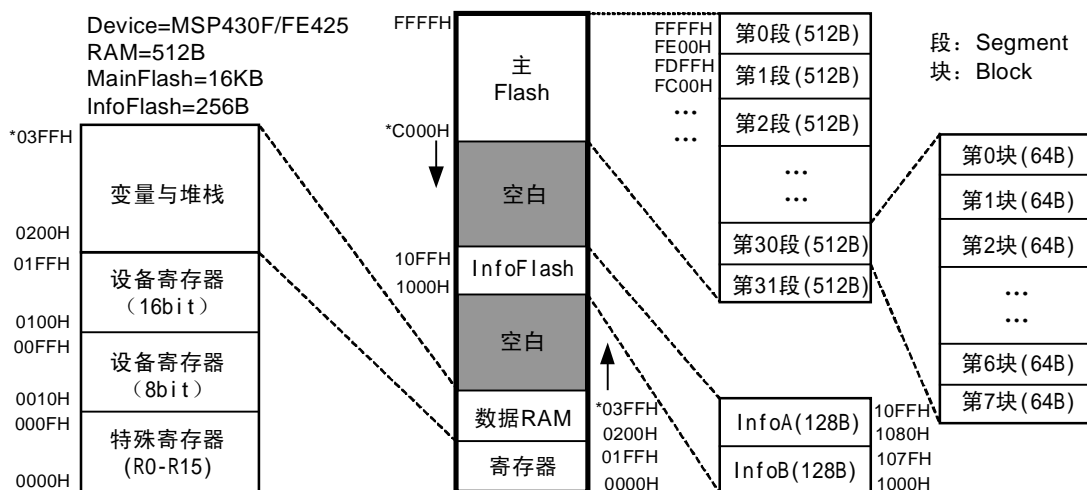 Device=MSP430F/FE425
RAM=512B
MainFlash=16KB
InfoFlash=256B
*03FFH
变量与堆栈
0200H
01FFH
设备寄存器
（16bit）
0100H
00FFH
设备寄存器
（8bit）
0010H
000FH
特殊寄存器
(R0-R15)
0000H
FFFFH
主
Flash
*C000H
空白
10FFH
InfoFlash
1000H
空白
数据RAM
*03FFH
0200H
寄存器
01FFH
0000H
FFFFH
FE00H
第0段(512B)
FDFFH
FC00H
第1段(512B)
...
...
第2段(512B)
...
...
第30段(512B)
第31段(512B)
InfoA(128B)
10FFH
1080H
InfoB(128B)
107FH
1000H
段：Segment
块：Block
第0块(64B)
第1块(64B)
第2块(64B)
...
...
第6块(64B)
第7块(64B)